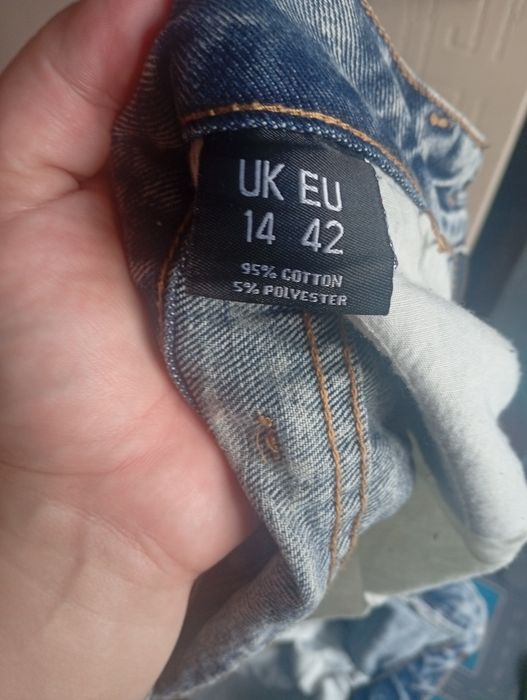 UK EU
14 42
95% COTTON
5% POLYESTER